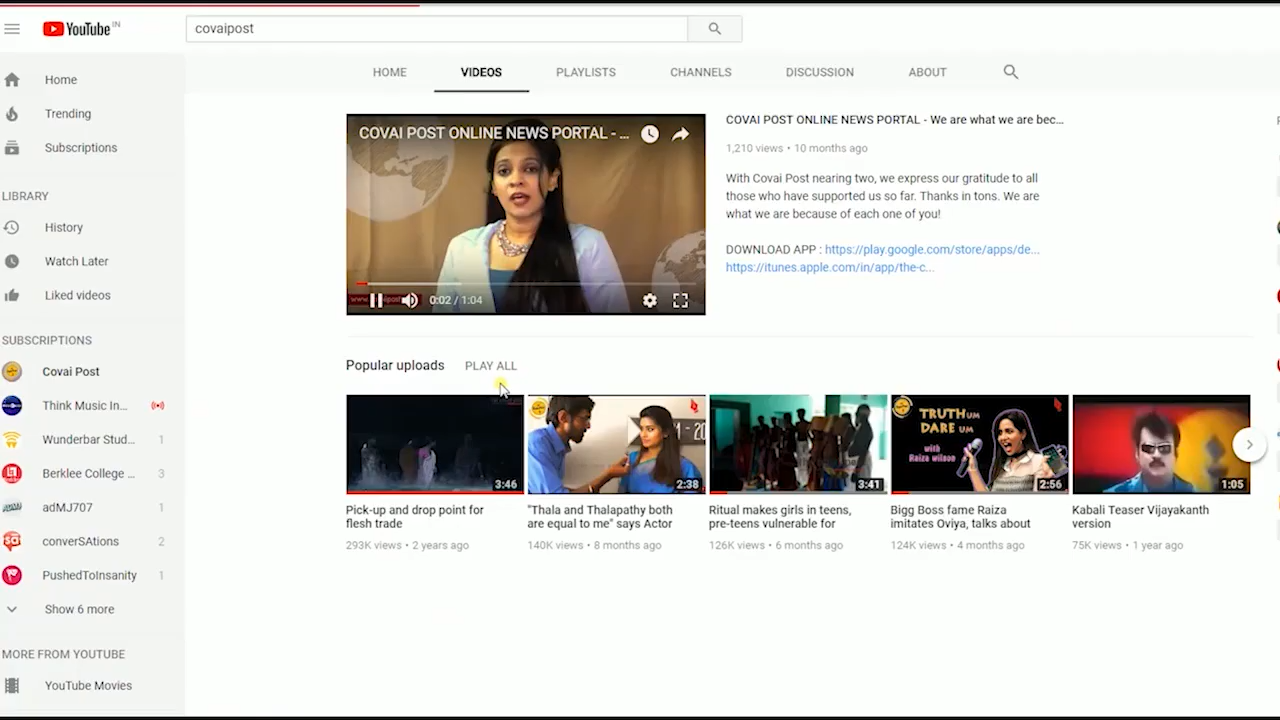 YouTube IN
covaipost
HOME VIDEOS PLAYLISTS CHANNELS DISCUSSION ABOUT
Home
Trending
Subscriptions
LIBRARY
History
Watch Later
Liked videos
SUBSCRIPTIONS
Covai Post
Think Music In...
Wunderbar Stud... 1
Berklee College ... 3
adMJ707 1
converSAtions 2
PushedToInsanity 1
Show 6 more
MORE FROM YOUTUBE
YouTube Movies
COVAI POST ONLINE NEWS PORTAL - ...
0:02 / 1:04
COVAI POST ONLINE NEWS PORTAL - We are what we are bec...
1,210 views • 10 months ago
With Covai Post nearing two, we express our gratitude to all
those who have supported us so far. Thanks in tons. We are
what we are because of each one of you!
DOWNLOAD APP : https://play.google.com/store/apps/de...
https://itunes.apple.com/in/app/the-c...
Popular uploads PLAY ALL
3:46
Pick-up and drop point for
flesh trade
293K views • 2 years ago
2:38
"Thala and Thalapathy both
are equal to me" says Actor
140K views • 8 months ago
3:41
Ritual makes girls in teens,
pre-teens vulnerable for
126K views • 6 months ago
TRUTHUM
DARE UM
with
Raiza wilson
2:56
Bigg Boss fame Raiza
imitates Oviya, talks about
124K views • 4 months ago
1:05
Kabali Teaser Vijayakanth
version
75K views • 1 year ago